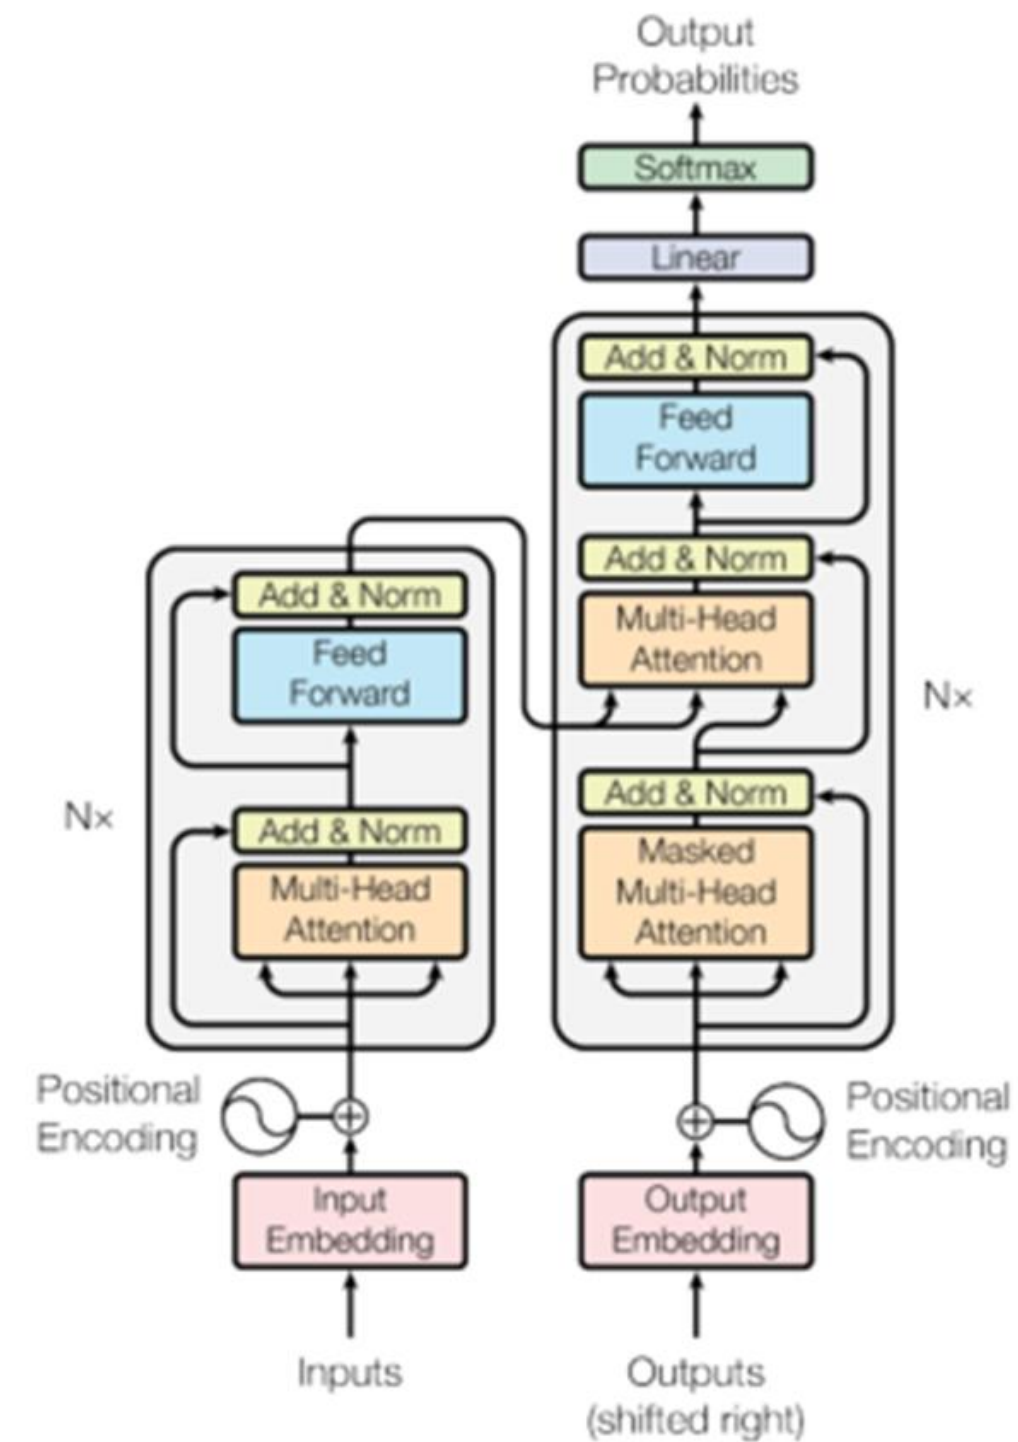 Output
Probabilities
Softmax
Linear
Add & Norm
Feed
Forward
Add & Norm
Multi-Head
Attention
Add & Norm
Masked
Multi-Head
Attention
Nx
Add & Norm
Feed
Forward
Add & Norm
Multi-Head
Attention
Nx
Positional
Encoding
Positional
Encoding
Input
Embedding
Output
Embedding
Inputs
Outputs
(shifted right)